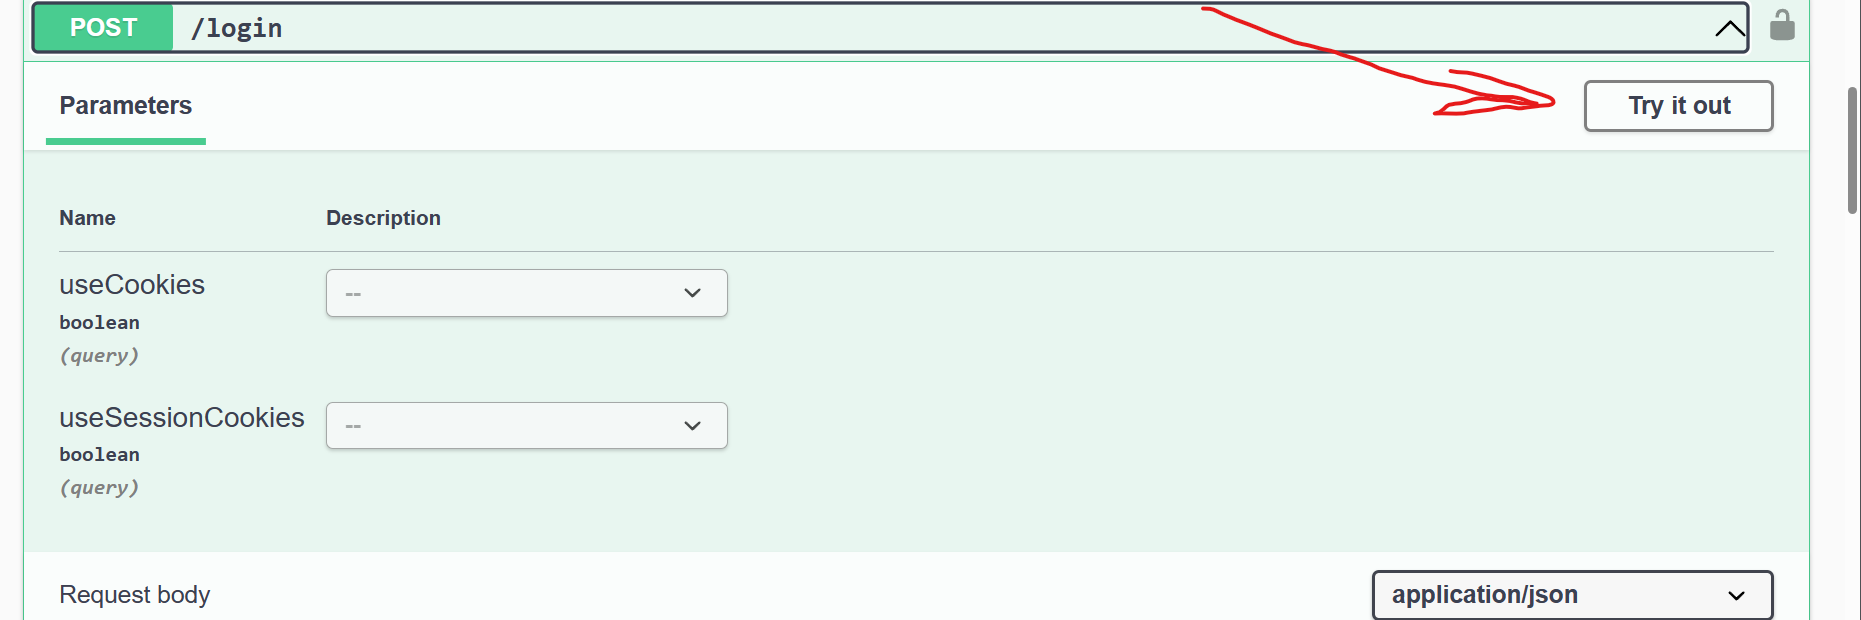 POST /login
Parameters
Try it out
Name Description
useCookies
--
boolean
(query)
useSessionCookies
--
boolean
(query)
Request body
application/json